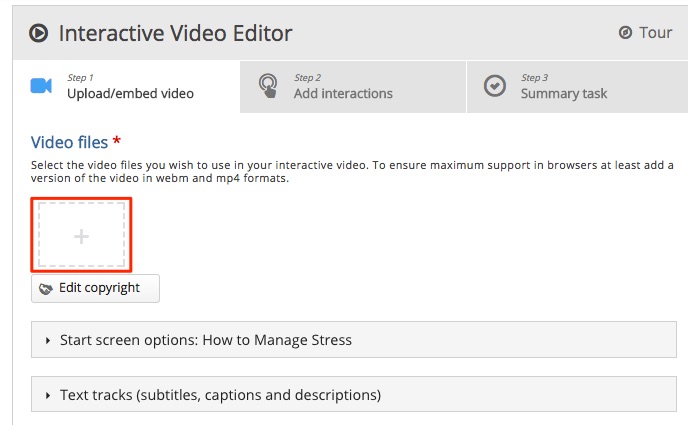 Interactive Video Editor
Tour
Step 1
Upload/embed video
Step 2
Add interactions
Step 3
Summary task
Video files *
Select the video files you wish to use in your interactive video. To ensure maximum support in browsers at least add a
version of the video in webm and mp4 formats.
+
Edit copyright
Start screen options: How to Manage Stress
Text tracks (subtitles, captions and descriptions)